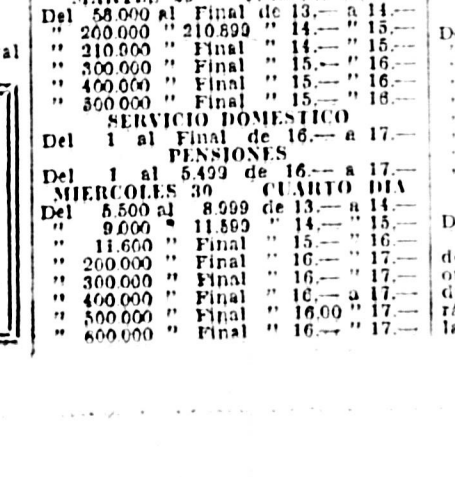 Del 58.000 al Final de 13.— a 14.—
" 200.000 " 210.899 " 14.— " 15.—
" 210.900 " Final " 14.— " 15.—
" 300.000 " Final " 15.— " 16.—
" 400.000 " Final " 15.— " 16.—
" 500.000 " Final " 15.— " 16.—
SERVICIO DOMESTICO
Del 1 al Final de 16.— a 17.—
PENSIONES
Del 1 al 5.499 de 16.— a 17.—
MIERCOLES 30 CUARTO DIA
Del 5.500 al 8.999 de 13.— a 14.—
" 9.000 " 11.599 " 14.— " 15.—
" 11.600 " Final " 15.— " 16.—
" 200.000 " Final " 16.— " 17.—
" 300.000 " Final " 16.— " 17.—
" 400.000 " Final " 16.— a 17.—
" 500.000 " Final " 16.00 " 17.—
" 600.000 " Final " 16.— " 17.—